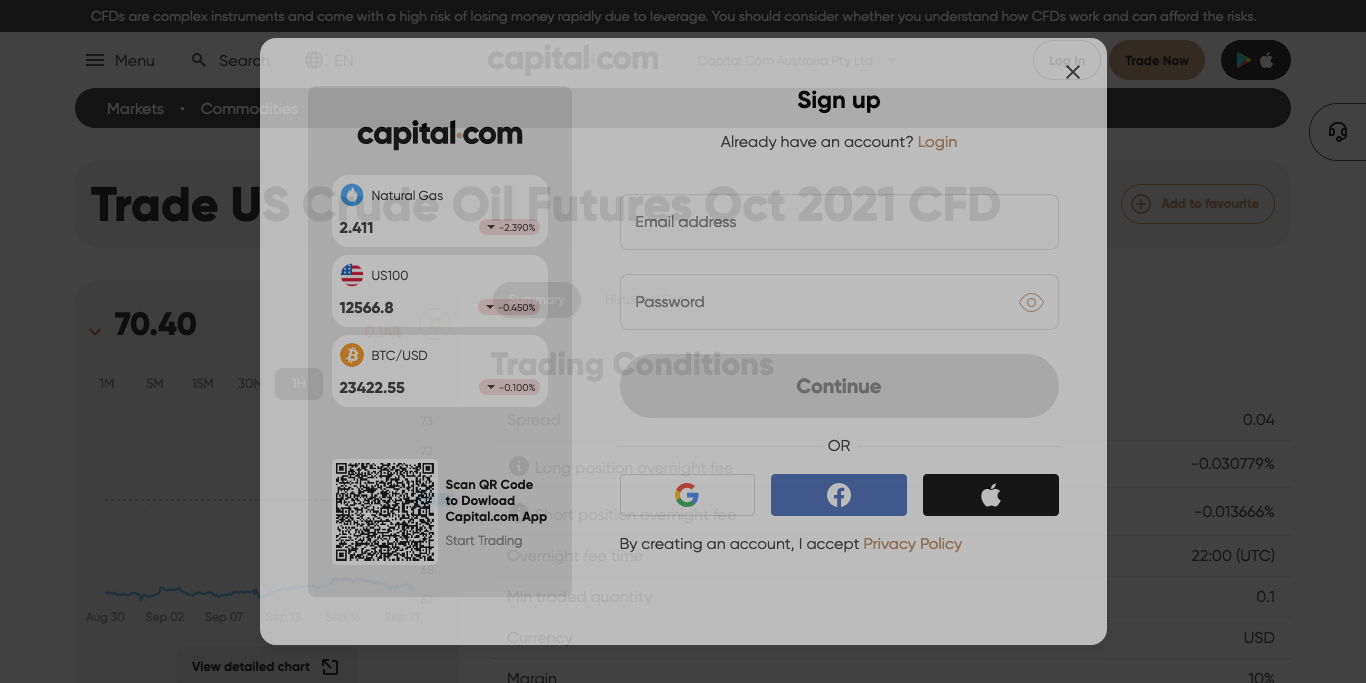 CFDs are complex instruments and come with a high risk of losing money rapidly due to leverage. You should consider whether you understand how CFDs work and can afford the risks.
Menu
Search
EN
capital.com
Capital Com Australia Pty Ltd
Log In
Trade Now
Markets • Commodities
Trade US Crude Oil Futures Oct 2021 CFD
Add to favourite
70.40
0.14%
1M 5M 15M 30M 1H
73
72
68
67
Aug 30 Sep 02 Sep 07 Sep 13 Sep 16 Sep 21
View detailed chart
Summary
Trading Conditions
Spread 0.04
Long position overnight fee -0.030779%
Short position overnight fee -0.013666%
Overnight fee time 22:00 (UTC)
Min traded quantity 0.1
Currency USD
Margin 10%
capital.com
Natural Gas
2.411 -2.390%
US100
12566.8 -0.450%
BTC/USD
23422.55 -0.100%
Scan QR Code
to Dowload
Capital.com App
Start Trading
Sign up
Already have an account? Login
Email address
Password
Continue
OR
By creating an account, I accept Privacy Policy